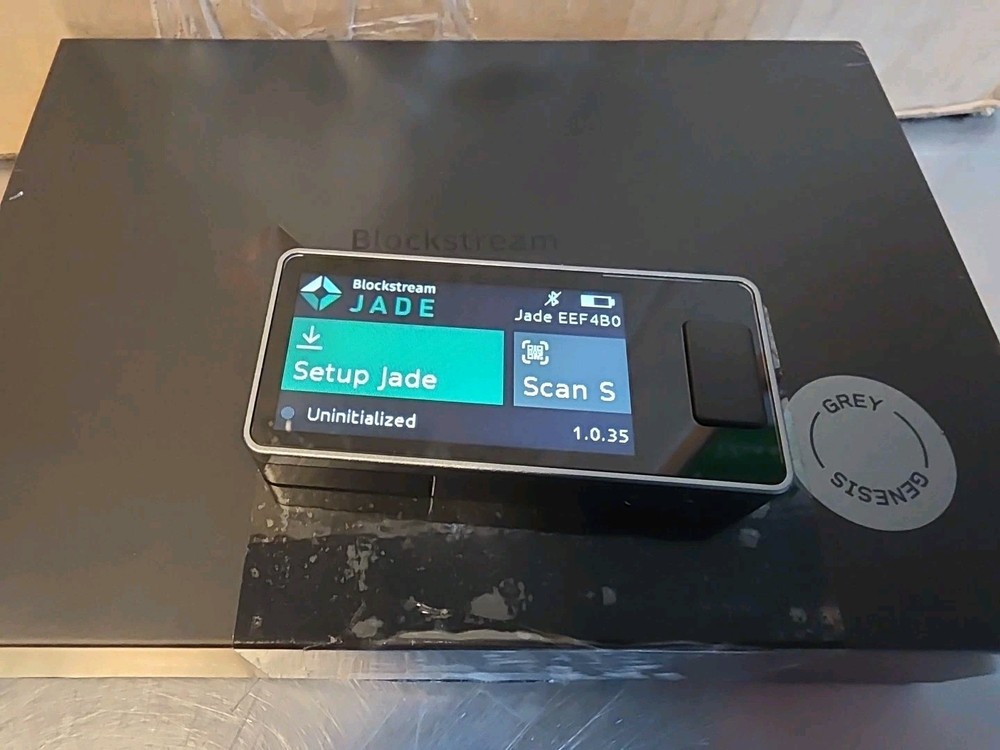 Blockstream
Blockstream
JADE
Jade EEF4B0
Setup Jade
Scan S
Uninitialized
1.0.35
GREY
GENESIS